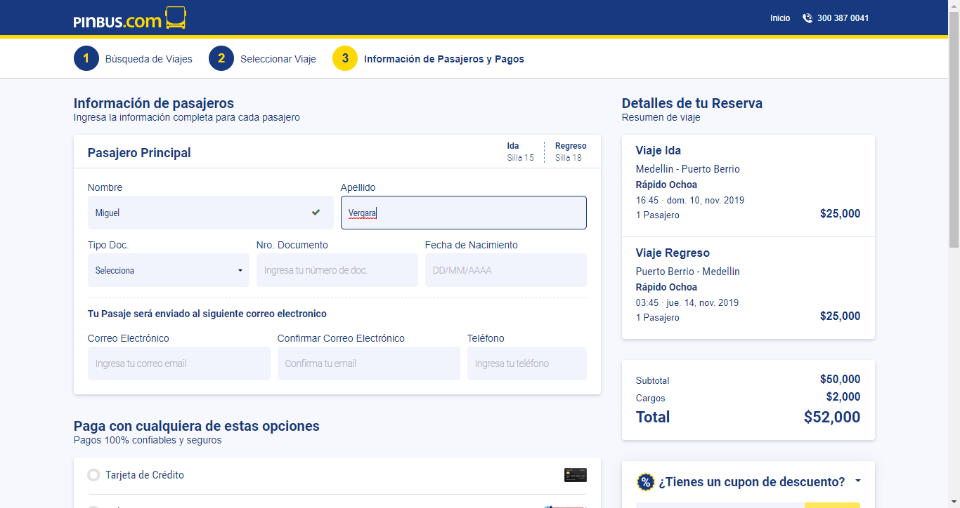 PINBUS.com
Inicio
300 387 0041
1 Búsqueda de Viajes
2 Seleccionar Viaje
3 Información de Pasajeros y Pagos
Información de pasajeros
Ingresa la información completa para cada pasajero
Pasajero Principal
Ida
Silla 15
Regreso
Silla 18
Nombre
Apellido
Miguel
Vergara
Tipo Doc.
Nro. Documento
Fecha de Nacimiento
Selecciona
Ingresa tu número de doc.
DD/MM/AAAA
Tu Pasaje será enviado al siguiente correo electronico
Correo Electrónico
Confirmar Correo Electrónico
Teléfono
Ingresa tu correo email
Confirma tu email
Ingresa tu teléfono
Paga con cualquiera de estas opciones
Pagos 100% confiables y seguros
Tarjeta de Crédito
Detalles de tu Reserva
Resumen de viaje
Viaje Ida
Medellin - Puerto Berrio
Rápido Ochoa
16:45 · dom. 10, nov. 2019
1 Pasajero
$25,000
Viaje Regreso
Puerto Berrio - Medellin
Rápido Ochoa
03:45 · jue. 14, nov. 2019
1 Pasajero
$25,000
Subtotal
$50,000
Cargos
$2,000
Total
$52,000
% ¿Tienes un cupon de descuento?